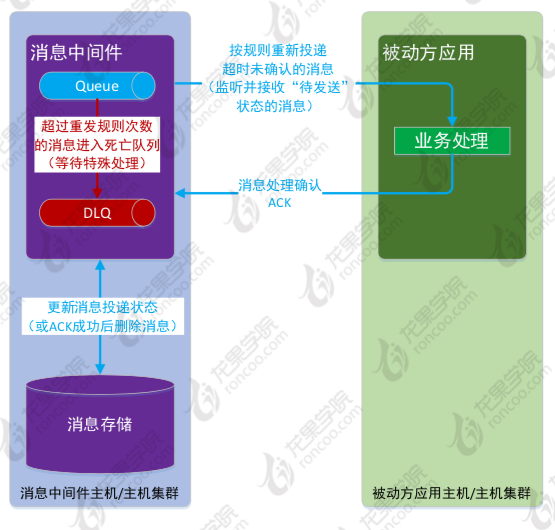 消息中间件
Queue
超过重发规则次数
的消息进入死亡队列
（等待特殊处理）
DLQ
按规则重新投递
超时未确认的消息
（监听并接收“待发送”
状态的消息）
被动方应用
业务处理
消息处理确认
ACK
更新消息投递状态
（或ACK成功后删除消息）
消息存储
消息中间件主机/主机集群
被动方应用主机/主机集群
龙果学院
roncoo.com